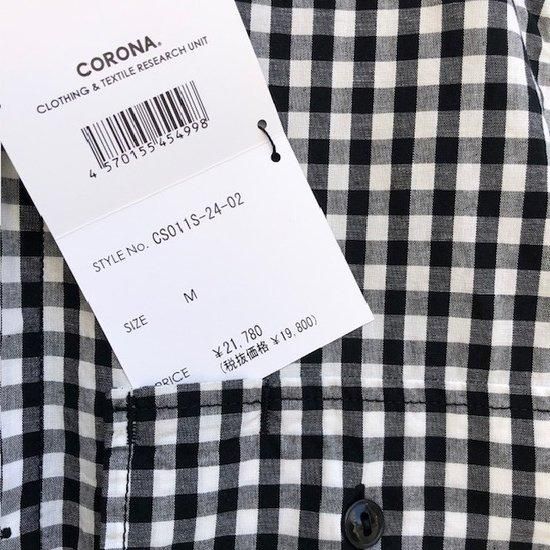 CORONA®
CLOTHING & TEXTILE RESEARCH UNIT
4 570155 454998
STYLE No. CS011S-24-02
SIZE M
PRICE ¥21,780
(税抜価格 ¥19,800)